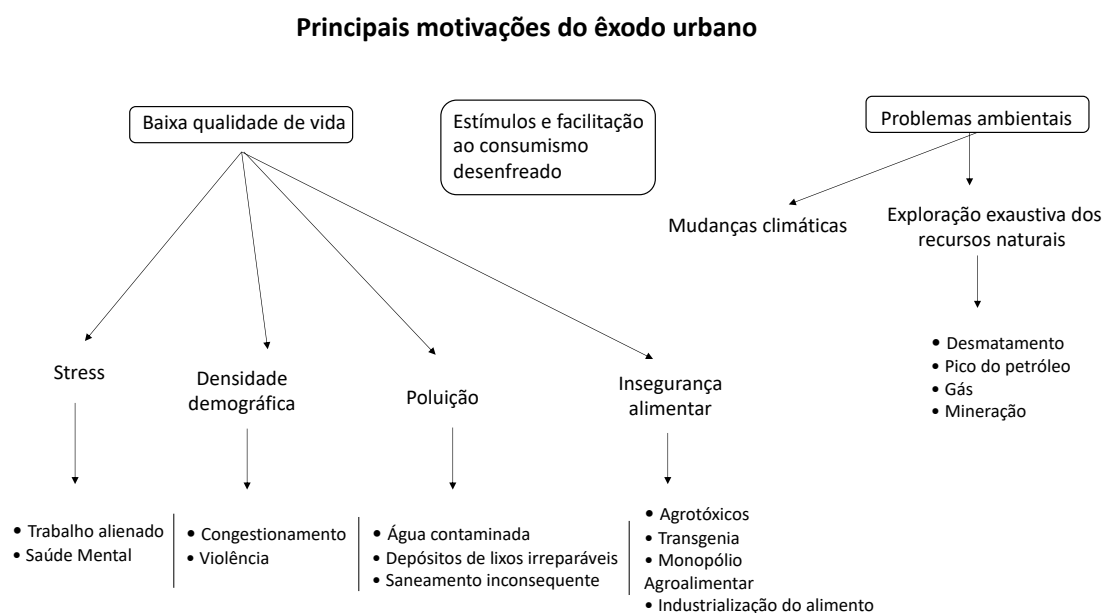 Principais motivações do êxodo urbano
Baixa qualidade de vida
Estímulos e facilitação
ao consumismo
desenfreado
Problemas ambientais
Mudanças climáticas
Exploração exaustiva dos
recursos naturais
• Desmatamento
• Pico do petróleo
• Gás
• Mineração
Stress
Densidade
demográfica
Poluição
Insegurança
alimentar
• Trabalho alienado
• Saúde Mental
• Congestionamento
• Violência
• Água contaminada
• Depósitos de lixos irreparáveis
• Saneamento inconsequente
• Agrotóxicos
• Transgenia
• Monopólio
Agroalimentar
• Industrialização do alimento